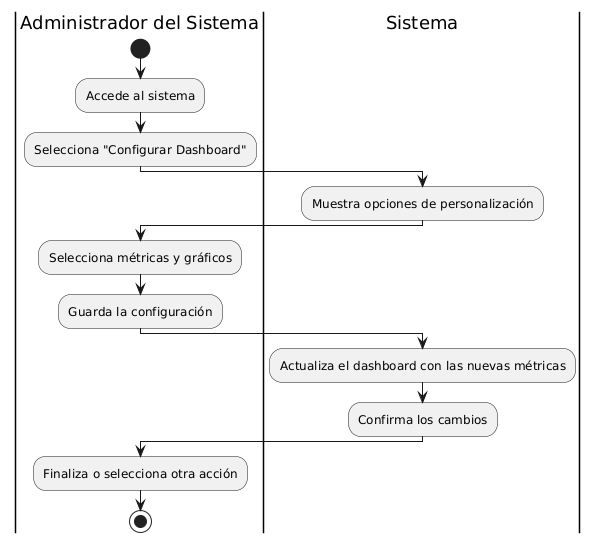 Administrador del Sistema
Sistema
Accede al sistema
Selecciona "Configurar Dashboard"
Muestra opciones de personalización
Selecciona métricas y gráficos
Guarda la configuración
Actualiza el dashboard con las nuevas métricas
Confirma los cambios
Finaliza o selecciona otra acción